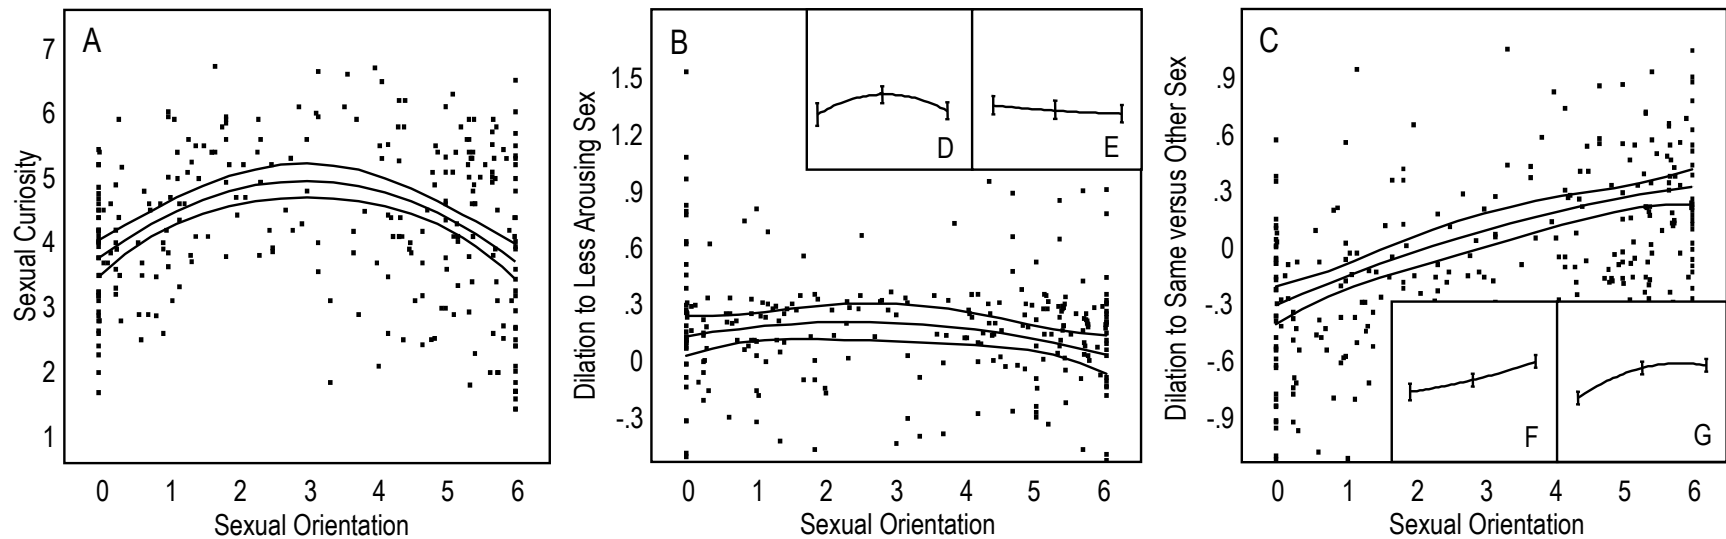 A
7
6
5
4
3
2
1
Sexual Curiosity
0 1 2 3 4 5 6
Sexual Orientation
B
1.5
1.2
.9
.6
.3
0
-.3
Dilation to Less Arousing Sex
D
E
0 1 2 3 4 5 6
Sexual Orientation
C
.9
.6
.3
0
-.3
-.6
-.9
Dilation to Same versus Other Sex
F
G
0 1 2 3 4 5 6
Sexual Orientation